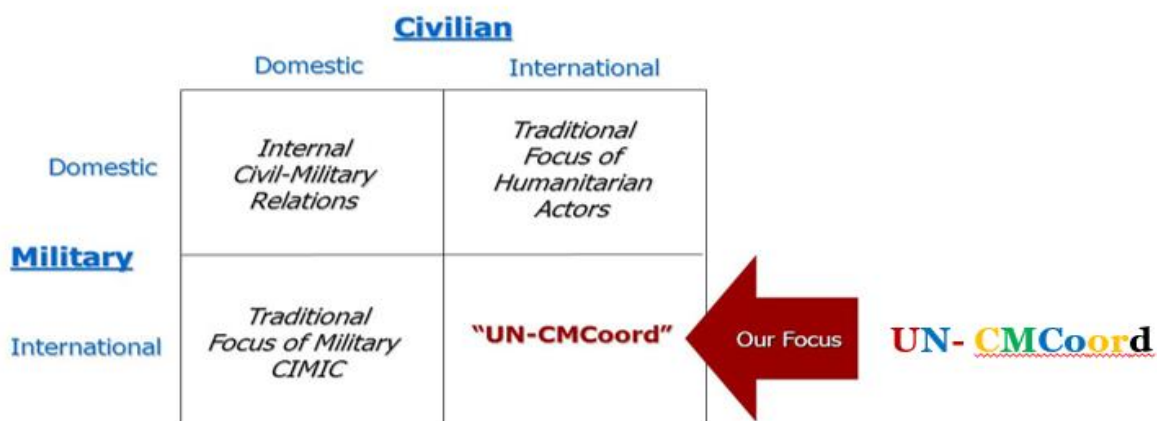 Civilian
Domestic
International
Domestic
Internal
Civil-Military
Relations
Traditional
Focus of
Humanitarian
Actors
Military
International
Traditional
Focus of Military
CIMIC
“UN-CMCoord”
Our Focus
UN- CMCoord